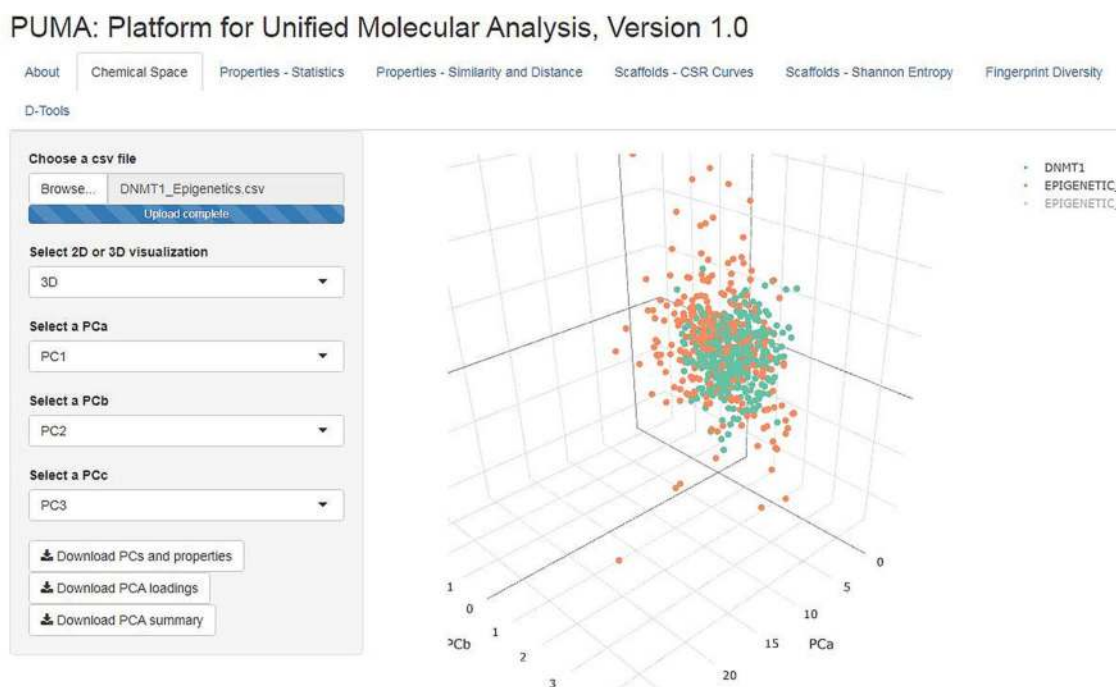 PUMA: Platform for Unified Molecular Analysis, Version 1.0
About Chemical Space Properties - Statistics Properties - Similarity and Distance Scaffolds - CSR Curves Scaffolds - Shannon Entropy Fingerprint Diversity
D-Tools
Choose a csv file
Browse... DNMT1_Epigenetics.csv
Upload complete
Select 2D or 3D visualization
3D
Select a PCa
PC1
Select a PCb
PC2
Select a PCc
PC3
Download PCs and properties
Download PCA loadings
Download PCA summary
DNMT1
EPIGENETIC_
EPIGENETIC_
1
0
1
2
3
PCb
0
5
10
15
20
PCa